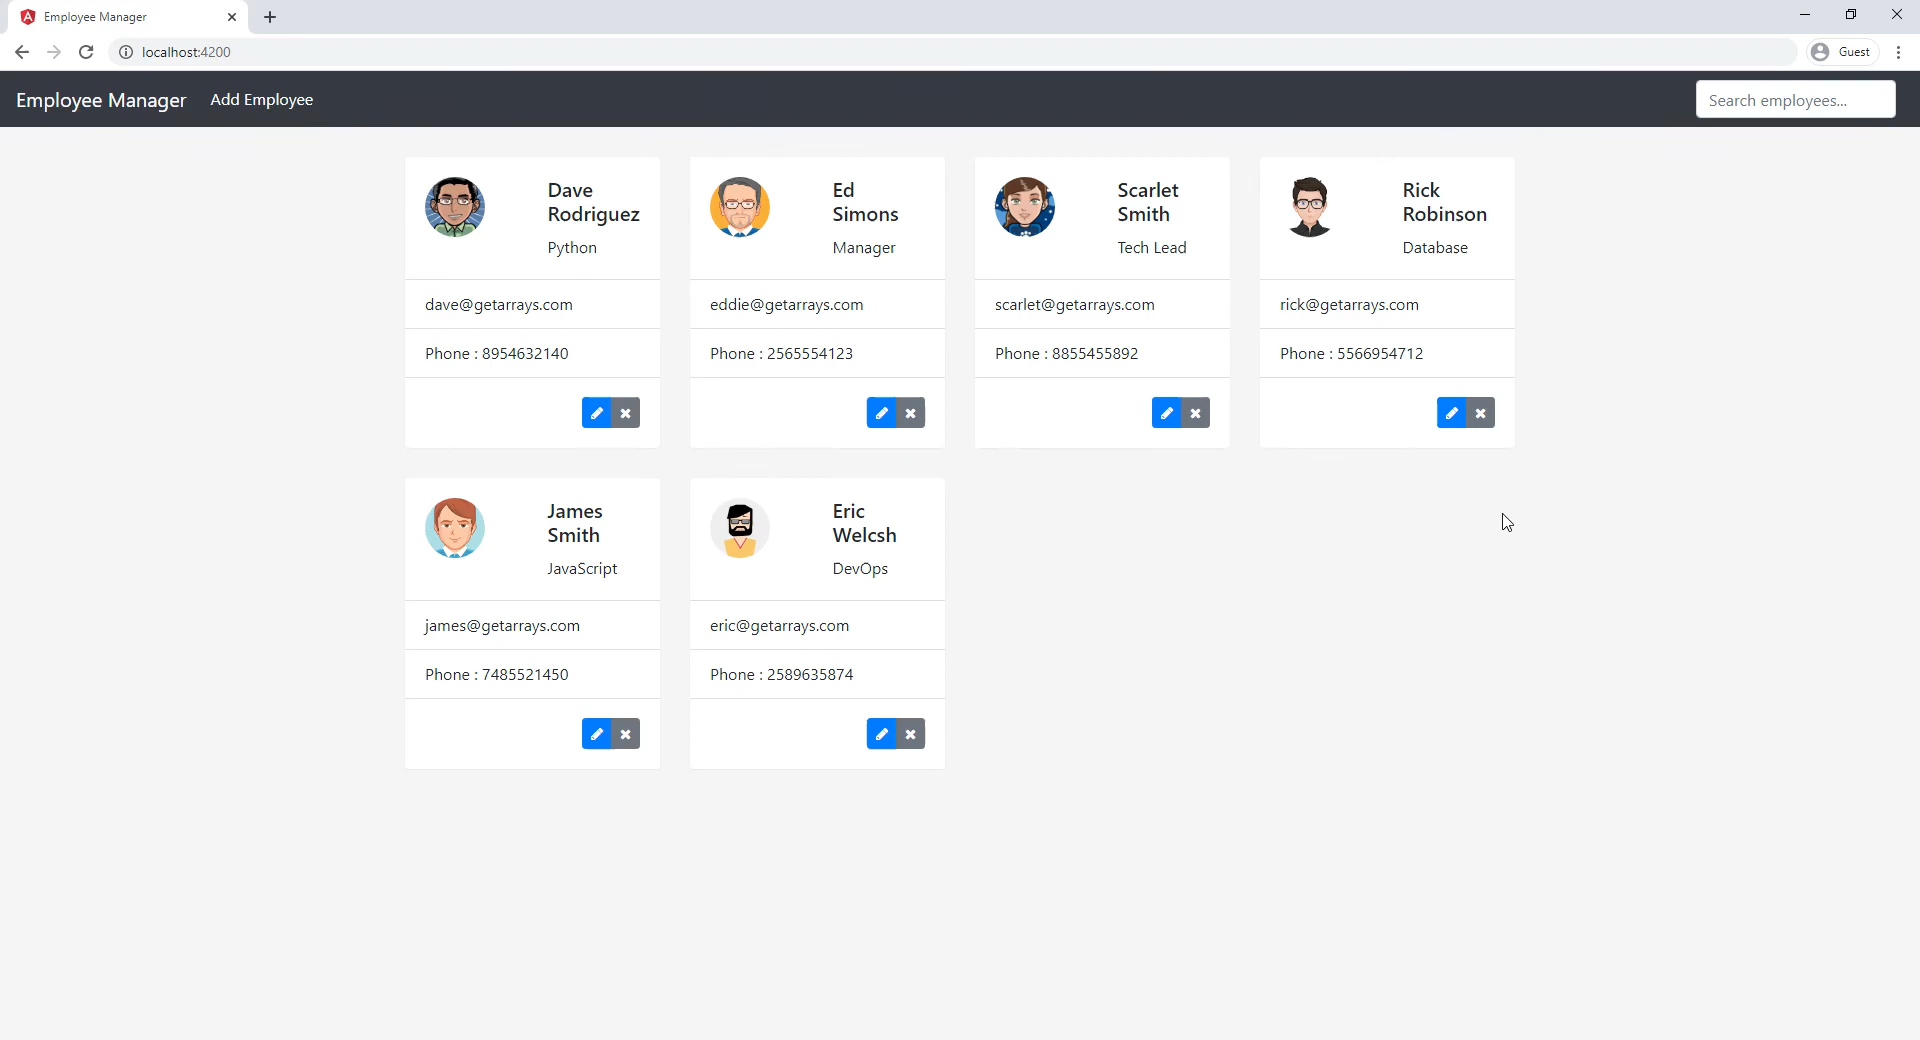 Employee Manager
localhost:4200
Guest
Employee Manager
Add Employee
Search employees...
Dave
Rodriguez
Python
dave@getarrays.com
Phone : 8954632140
Ed
Simons
Manager
eddie@getarrays.com
Phone : 2565554123
Scarlet
Smith
Tech Lead
scarlet@getarrays.com
Phone : 8855455892
Rick
Robinson
Database
rick@getarrays.com
Phone : 5566954712
James
Smith
JavaScript
james@getarrays.com
Phone : 7485521450
Eric
Welcsh
DevOps
eric@getarrays.com
Phone : 2589635874